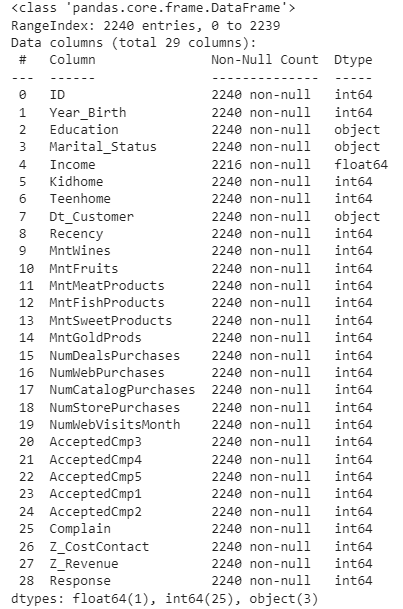 <class 'pandas.core.frame.DataFrame'>
RangeIndex: 2240 entries, 0 to 2239
Data columns (total 29 columns):
 #   Column               Non-Null Count  Dtype
---  ------               --------------  -----
 0   ID                   2240 non-null   int64
 1   Year_Birth           2240 non-null   int64
 2   Education            2240 non-null   object
 3   Marital_Status       2240 non-null   object
 4   Income               2216 non-null   float64
 5   Kidhome              2240 non-null   int64
 6   Teenhome             2240 non-null   int64
 7   Dt_Customer          2240 non-null   object
 8   Recency              2240 non-null   int64
 9   MntWines             2240 non-null   int64
 10  MntFruits            2240 non-null   int64
 11  MntMeatProducts      2240 non-null   int64
 12  MntFishProducts      2240 non-null   int64
 13  MntSweetProducts     2240 non-null   int64
 14  MntGoldProds         2240 non-null   int64
 15  NumDealsPurchases    2240 non-null   int64
 16  NumWebPurchases      2240 non-null   int64
 17  NumCatalogPurchases  2240 non-null   int64
 18  NumStorePurchases    2240 non-null   int64
 19  NumWebVisitsMonth    2240 non-null   int64
 20  AcceptedCmp3         2240 non-null   int64
 21  AcceptedCmp4         2240 non-null   int64
 22  AcceptedCmp5         2240 non-null   int64
 23  AcceptedCmp1         2240 non-null   int64
 24  AcceptedCmp2         2240 non-null   int64
 25  Complain             2240 non-null   int64
 26  Z_CostContact        2240 non-null   int64
 27  Z_Revenue            2240 non-null   int64
 28  Response             2240 non-null   int64
dtypes: float64(1), int64(25), object(3)